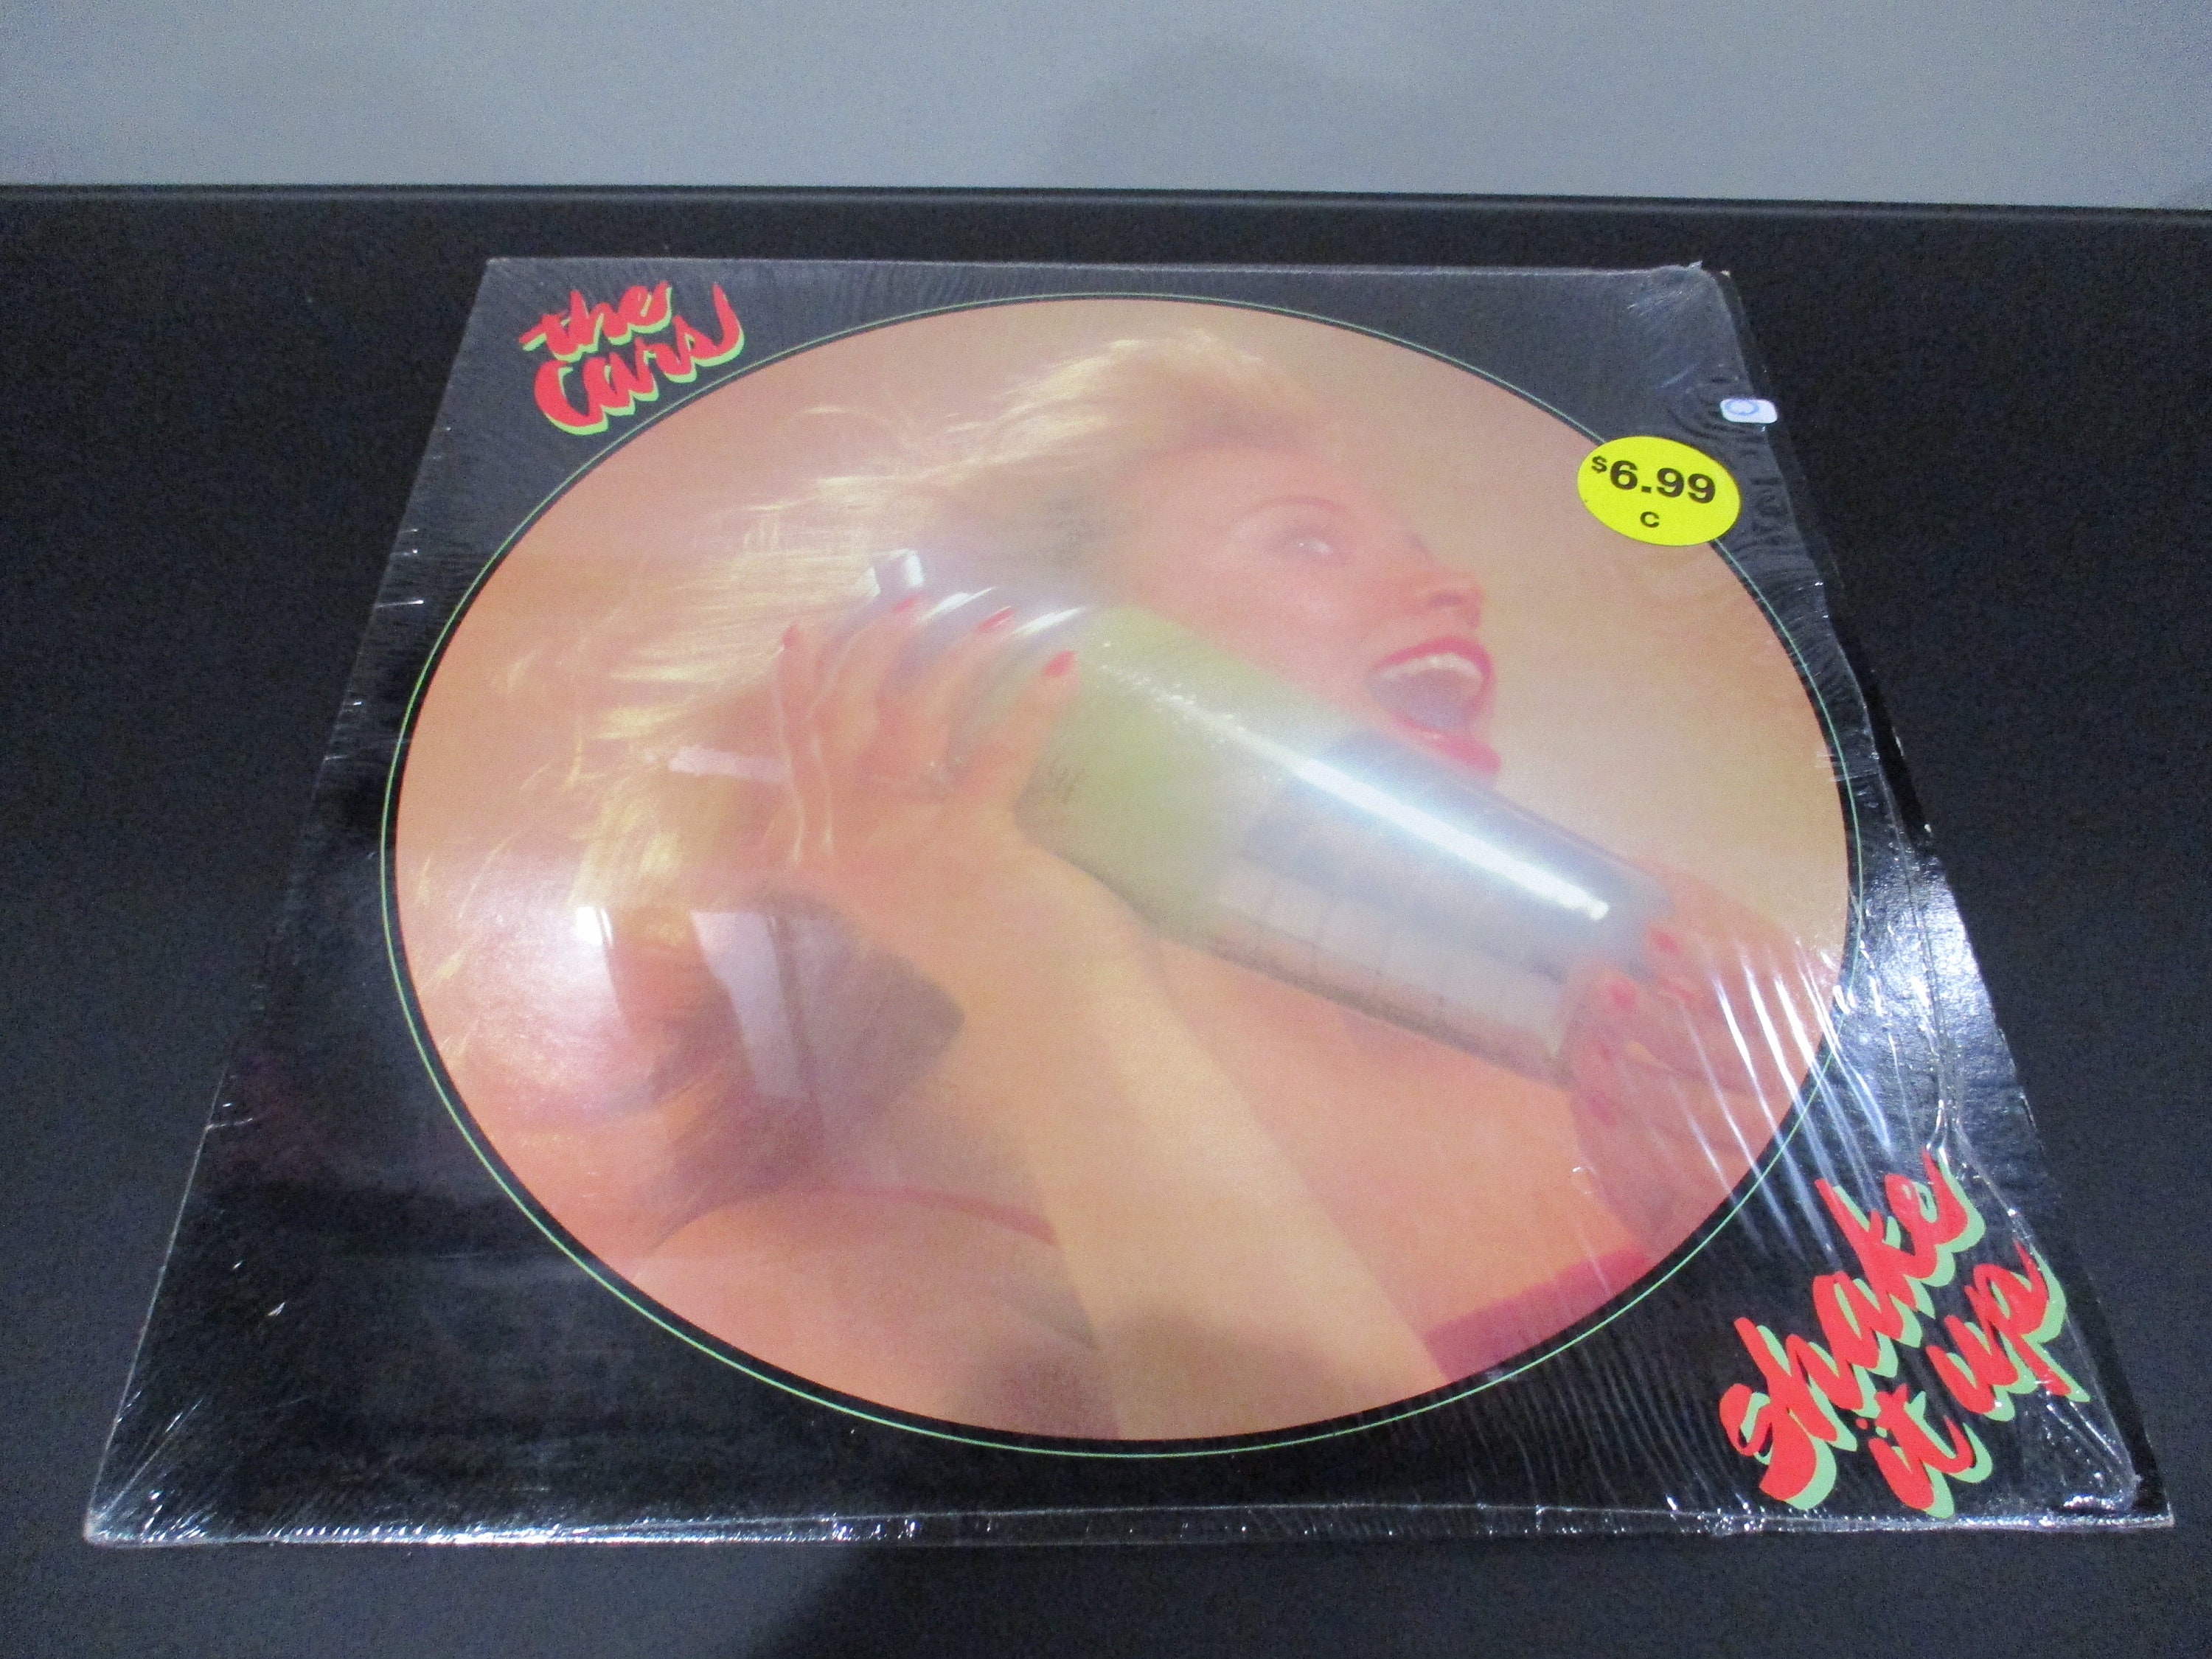 the
cars
$6.99
C
shake
it up